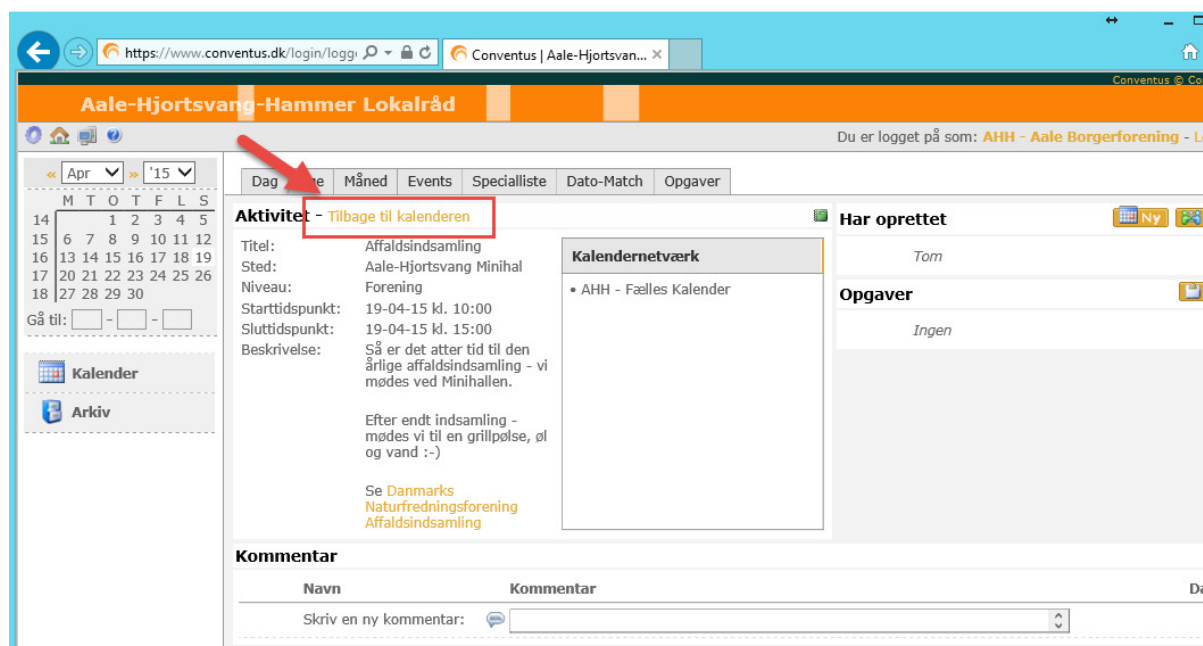 https://www.conventus.dk/login/logg
Conventus | Aale-Hjortsvan...
Conventus © Co
Aale-Hjortsvang-Hammer Lokalråd
Du er logget på som: AHH - Aale Borgerforening - L
« Apr » '15
M T O T F L S
14 1 2 3 4 5
15 6 7 8 9 10 11 12
16 13 14 15 16 17 18 19
17 20 21 22 23 24 25 26
18 27 28 29 30
Gå til: - -
Kalender
Arkiv
Dag Måned Events Specialliste Dato-Match Opgaver
Aktivitet - Tilbage til kalenderen
Titel: Affaldsindsamling
Sted: Aale-Hjortsvang Minihal
Niveau: Forening
Starttidspunkt: 19-04-15 kl. 10:00
Sluttidspunkt: 19-04-15 kl. 15:00
Beskrivelse: Så er det atter tid til den
årlige affaldsindsamling - vi
mødes ved Minihallen.
Efter endt indsamling -
mødes vi til en grillpølse, øl
og vand :-)
Se Danmarks
Naturfredningsforening
Affaldsindsamling
Kalendernetværk
• AHH - Fælles Kalender
Har oprettet Ny
Tom
Opgaver
Ingen
Kommentar
Navn Kommentar Da
Skriv en ny kommentar: